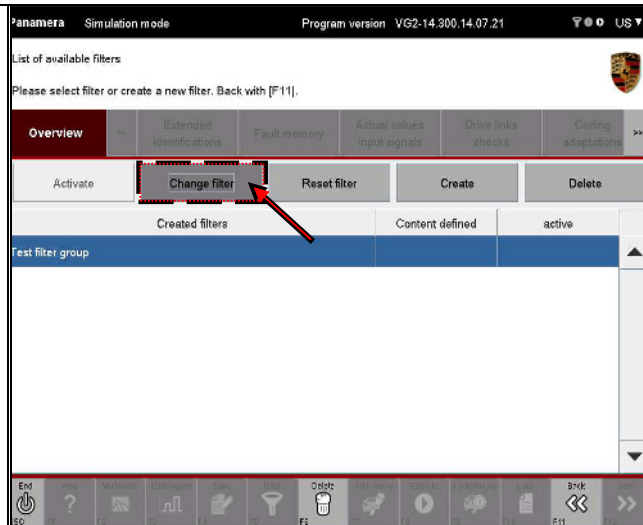 Panamera Simulation mode Program version VG2-14.300.14.07.21 US
List of available filters
Please select filter or create a new filter. Back with [F11].
Overview << Extended identifications Fault memory Actual values input signals Drive links checks Coding adaptations >>
Activate Change filter Reset filter Create Delete
Created filters Content defined active
Test filter group
End Help Delete Back
F8 F11